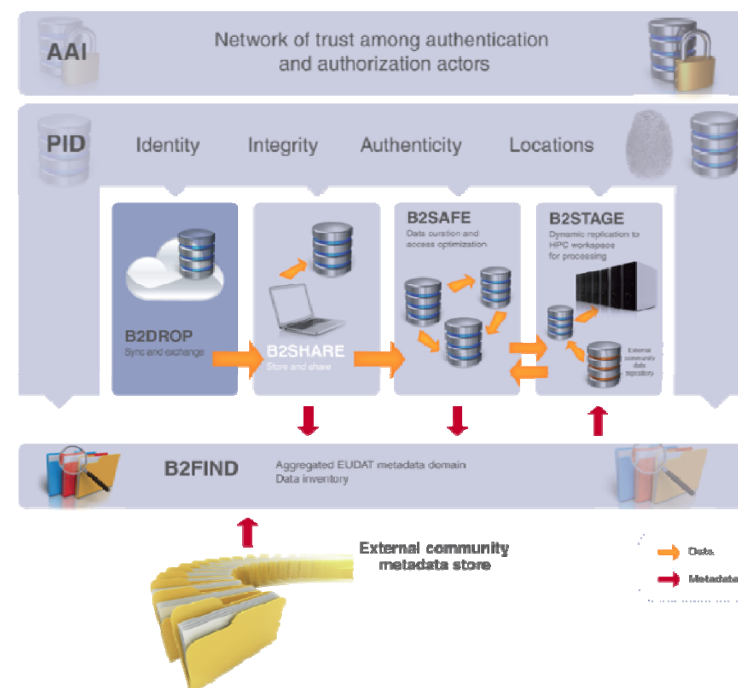 AAI
Network of trust among authentication
and authorization actors
PID
Identity
Integrity
Authenticity
Locations
B2DROP
Sync and exchange
B2SHARE
Store and share
B2SAFE
Data curation and
access optimization
B2STAGE
Dynamic replication to
HPC workspace
for processing
External
community
data
repository
B2FIND
Aggregated EUDAT metadata domain
Data inventory
External community
metadata store
Data
Metadata